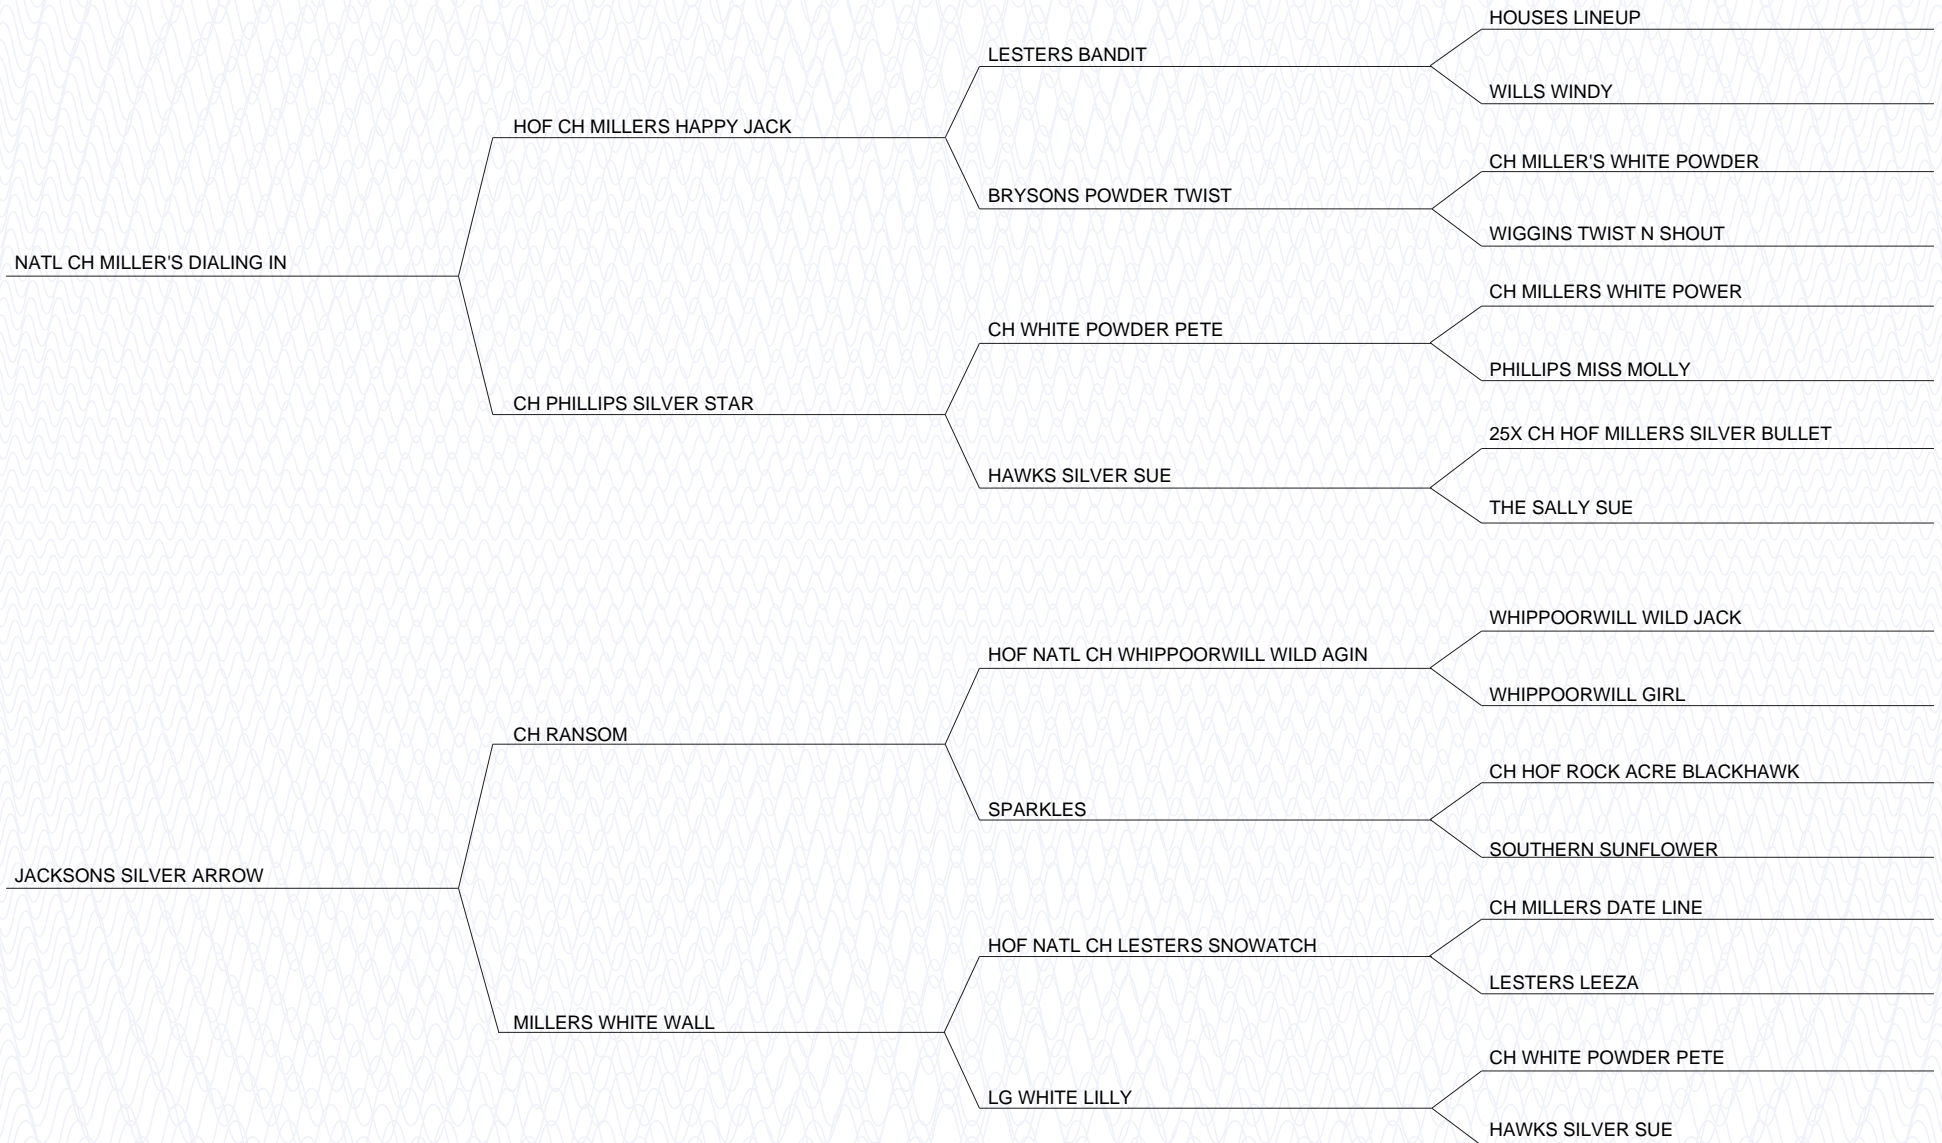 HOUSES LINEUP
LESTERS BANDIT
WILLS WINDY
HOF CH MILLERS HAPPY JACK
CH MILLER'S WHITE POWDER
BRYSONS POWDER TWIST
WIGGINS TWIST N SHOUT
NATL CH MILLER'S DIALING IN
CH MILLERS WHITE POWER
CH WHITE POWDER PETE
PHILLIPS MISS MOLLY
CH PHILLIPS SILVER STAR
25X CH HOF MILLERS SILVER BULLET
HAWKS SILVER SUE
THE SALLY SUE
WHIPPOORWILL WILD JACK
HOF NATL CH WHIPPOORWILL WILD AGIN
WHIPPOORWILL GIRL
CH RANSOM
CH HOF ROCK ACRE BLACKHAWK
SPARKLES
SOUTHERN SUNFLOWER
JACKSONS SILVER ARROW
CH MILLERS DATE LINE
HOF NATL CH LESTERS SNOWATCH
LESTERS LEEZA
MILLERS WHITE WALL
CH WHITE POWDER PETE
LG WHITE LILLY
HAWKS SILVER SUE